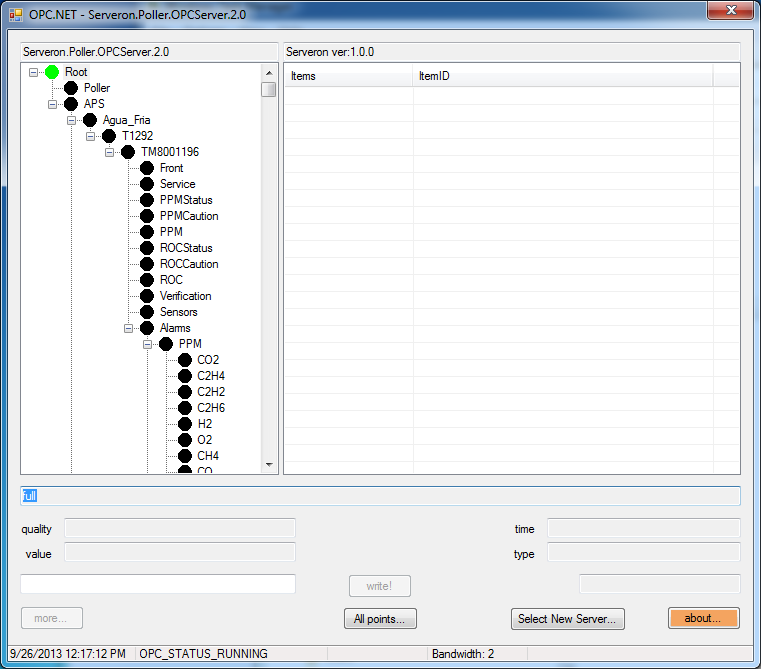 OPC.NET - Serveron.Poller.OPCServer.2.0
Serveron.Poller.OPCServer.2.0
Serveron ver:1.0.0
Root
Poller
APS
Agua_Fria
T1292
TM8001196
Front
Service
PPMStatus
PPMCaution
PPM
ROCStatus
ROCCaution
ROC
Verification
Sensors
Alarms
PPM
CO2
C2H4
C2H2
C2H6
H2
O2
CH4
CO
Items ItemID
full
quality
time
value
type
write!
more...
All points...
Select New Server...
about...
9/26/2013 12:17:12 PM OPC_STATUS_RUNNING Bandwidth: 2